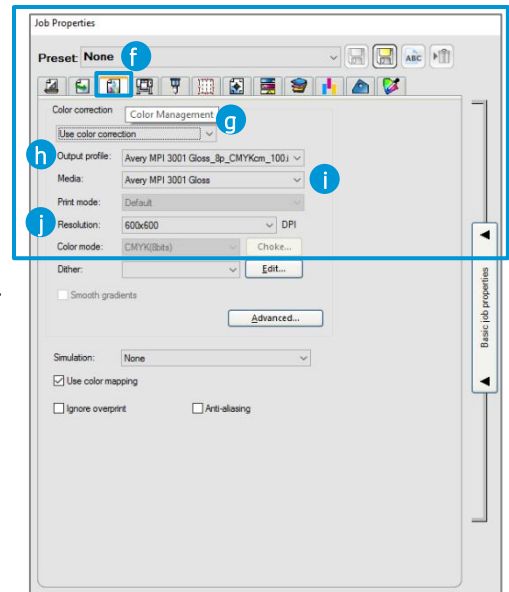 Job Properties
Preset: None f
ABC
Color correction
Color Management g
Use color correction
h Output profile: Avery MPI 3001 Gloss_8p_CMYKcm_100.i
Media: Avery MPI 3001 Gloss i
Print mode: Default
j Resolution: 600x600 DPI
Color mode: CMYK(8bits) Choke...
Dither: Edit...
Smooth gradients
Advanced...
Simulation: None
Use color mapping
Ignore overprint Anti-aliasing
Basic job properties